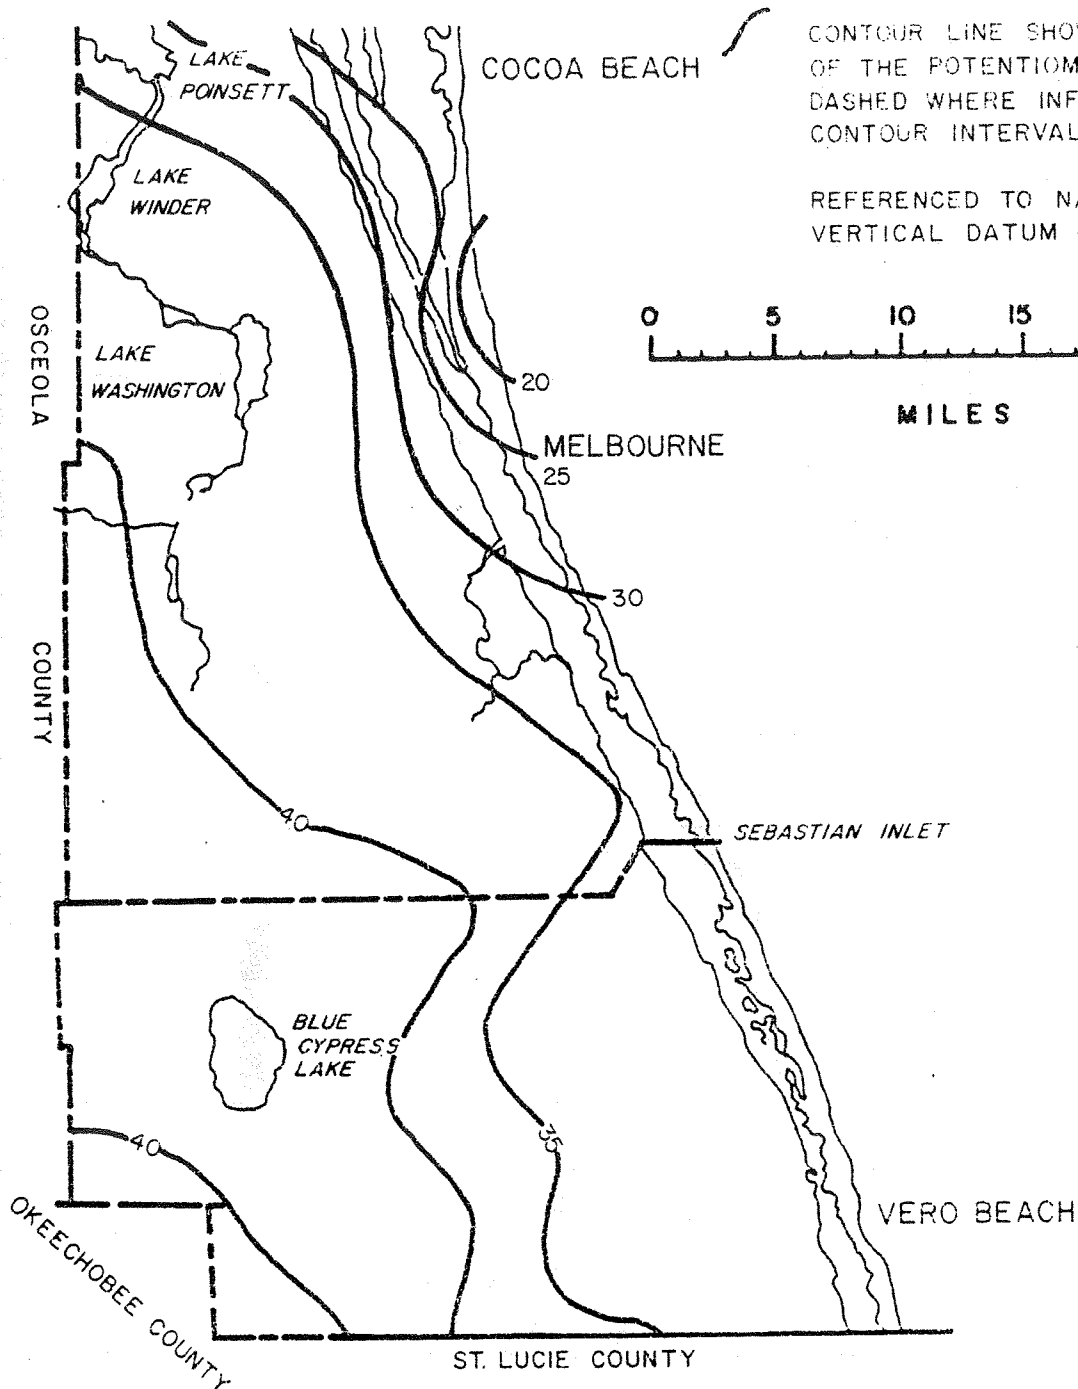 LAKE
POINSETT
COCOA BEACH
CONTOUR LINE SHO
OF THE POTENTIOM
DASHED WHERE INF
CONTOUR INTERVAL
REFERENCED TO NA
VERTICAL DATUM
LAKE
WINDER
0 5 10 15
MILES
OSCEOLA
COUNTY
LAKE
WASHINGTON
20
MELBOURNE
25
30
40
SEBASTIAN INLET
BLUE
CYPRESS
LAKE
40
35
VERO BEACH
OKEECHOBEE COUNTY
ST. LUCIE COUNTY